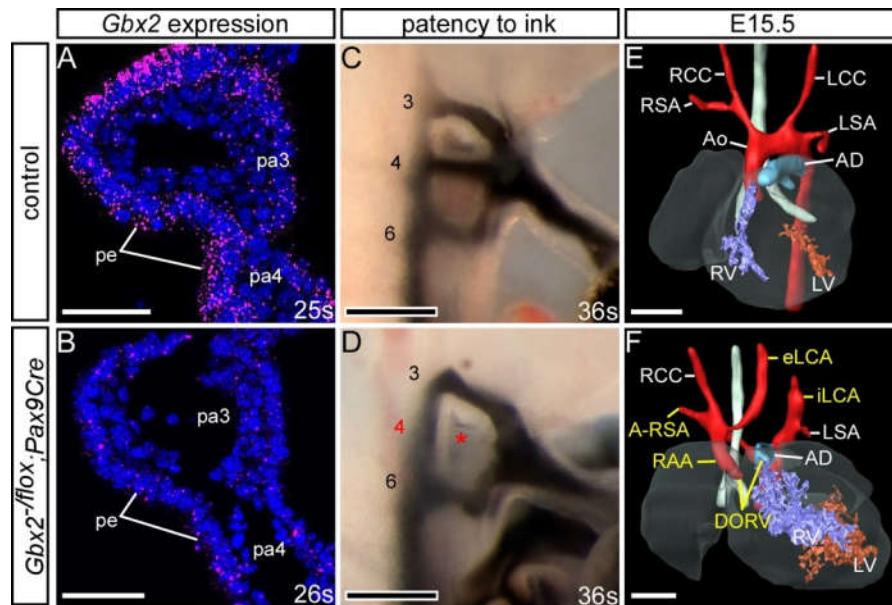 Gbx2 expression
patency to ink
E15.5
control
A
pa3
pe
pa4
25s
C
3
4
6
36s
E
RCC
LCC
RSA
LSA
Ao
AD
RV
LV
Gbx2-/flox;Pax9Cre
B
pa3
pe
pa4
26s
D
3
4
*
6
36s
F
eLCA
RCC
iLCA
A-RSA
LSA
RAA
AD
DORV
RV
LV